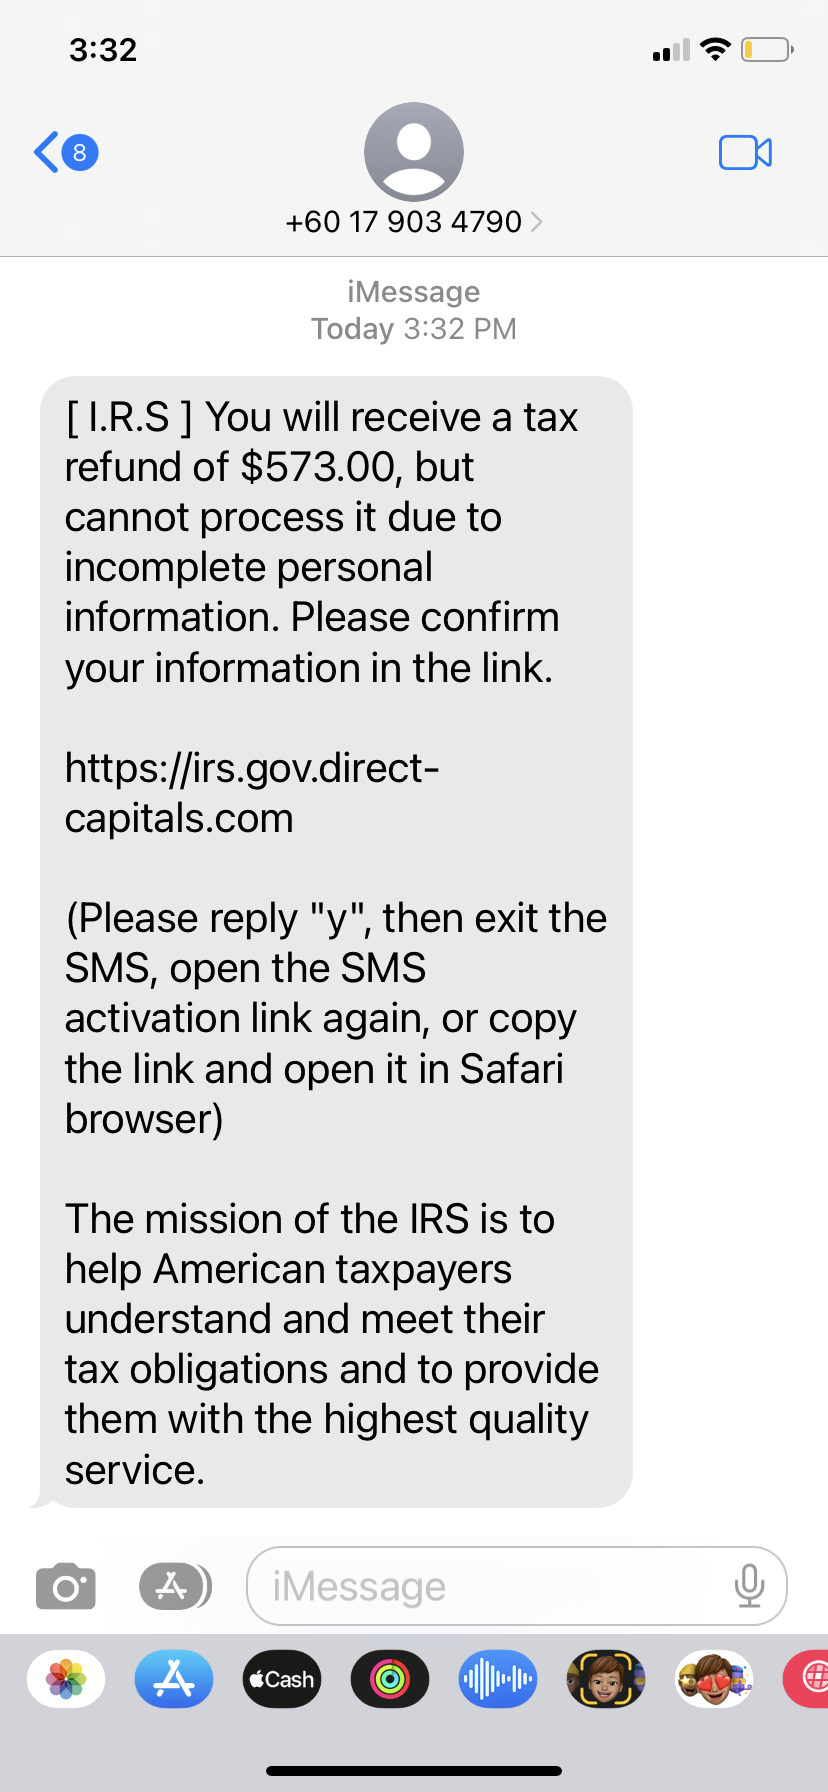 3:32
8
+60 17 903 4790
iMessage
Today 3:32 PM
[ I.R.S ] You will receive a tax
refund of $573.00, but
cannot process it due to
incomplete personal
information. Please confirm
your information in the link.
https://irs.gov.direct-
capitals.com
(Please reply "y", then exit the
SMS, open the SMS
activation link again, or copy
the link and open it in Safari
browser)
The mission of the IRS is to
help American taxpayers
understand and meet their
tax obligations and to provide
them with the highest quality
service.
iMessage
Cash